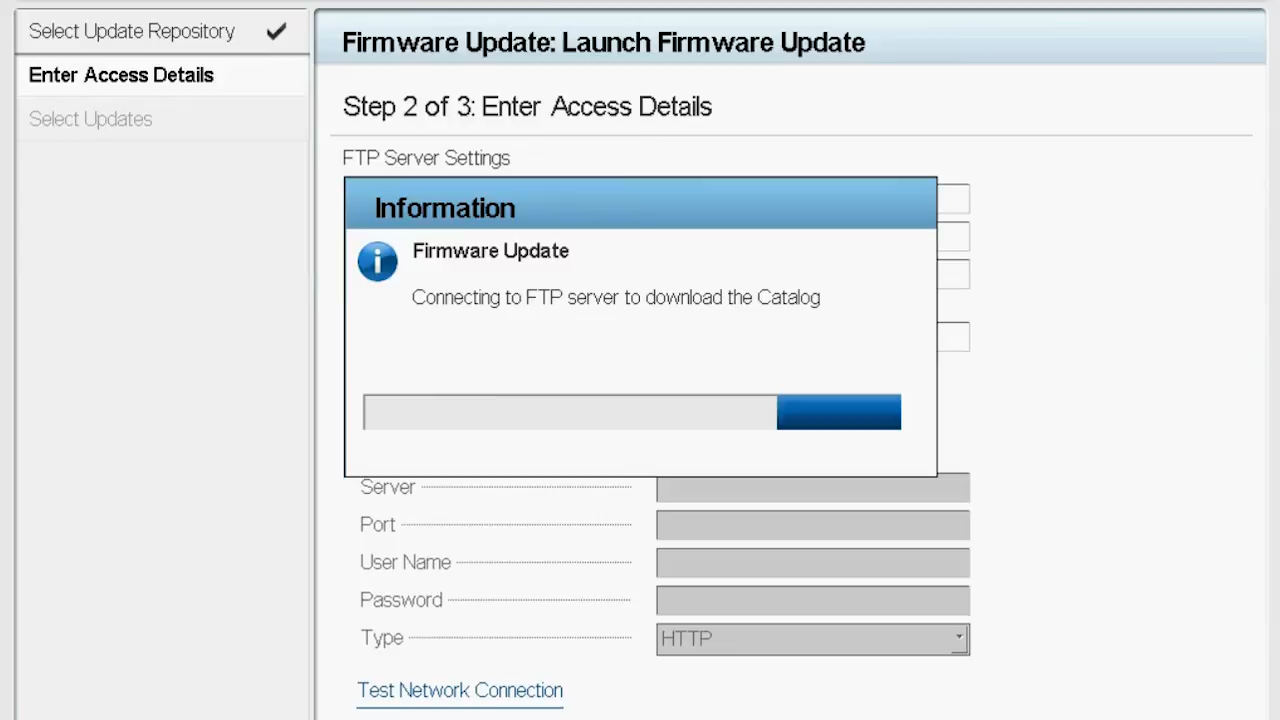 Select Update Repository
Enter Access Details
Select Updates
Firmware Update: Launch Firmware Update
Step 2 of 3: Enter Access Details
FTP Server Settings
Information
Firmware Update
Connecting to FTP server to download the Catalog
Server
Port
User Name
Password
Type HTTP
Test Network Connection